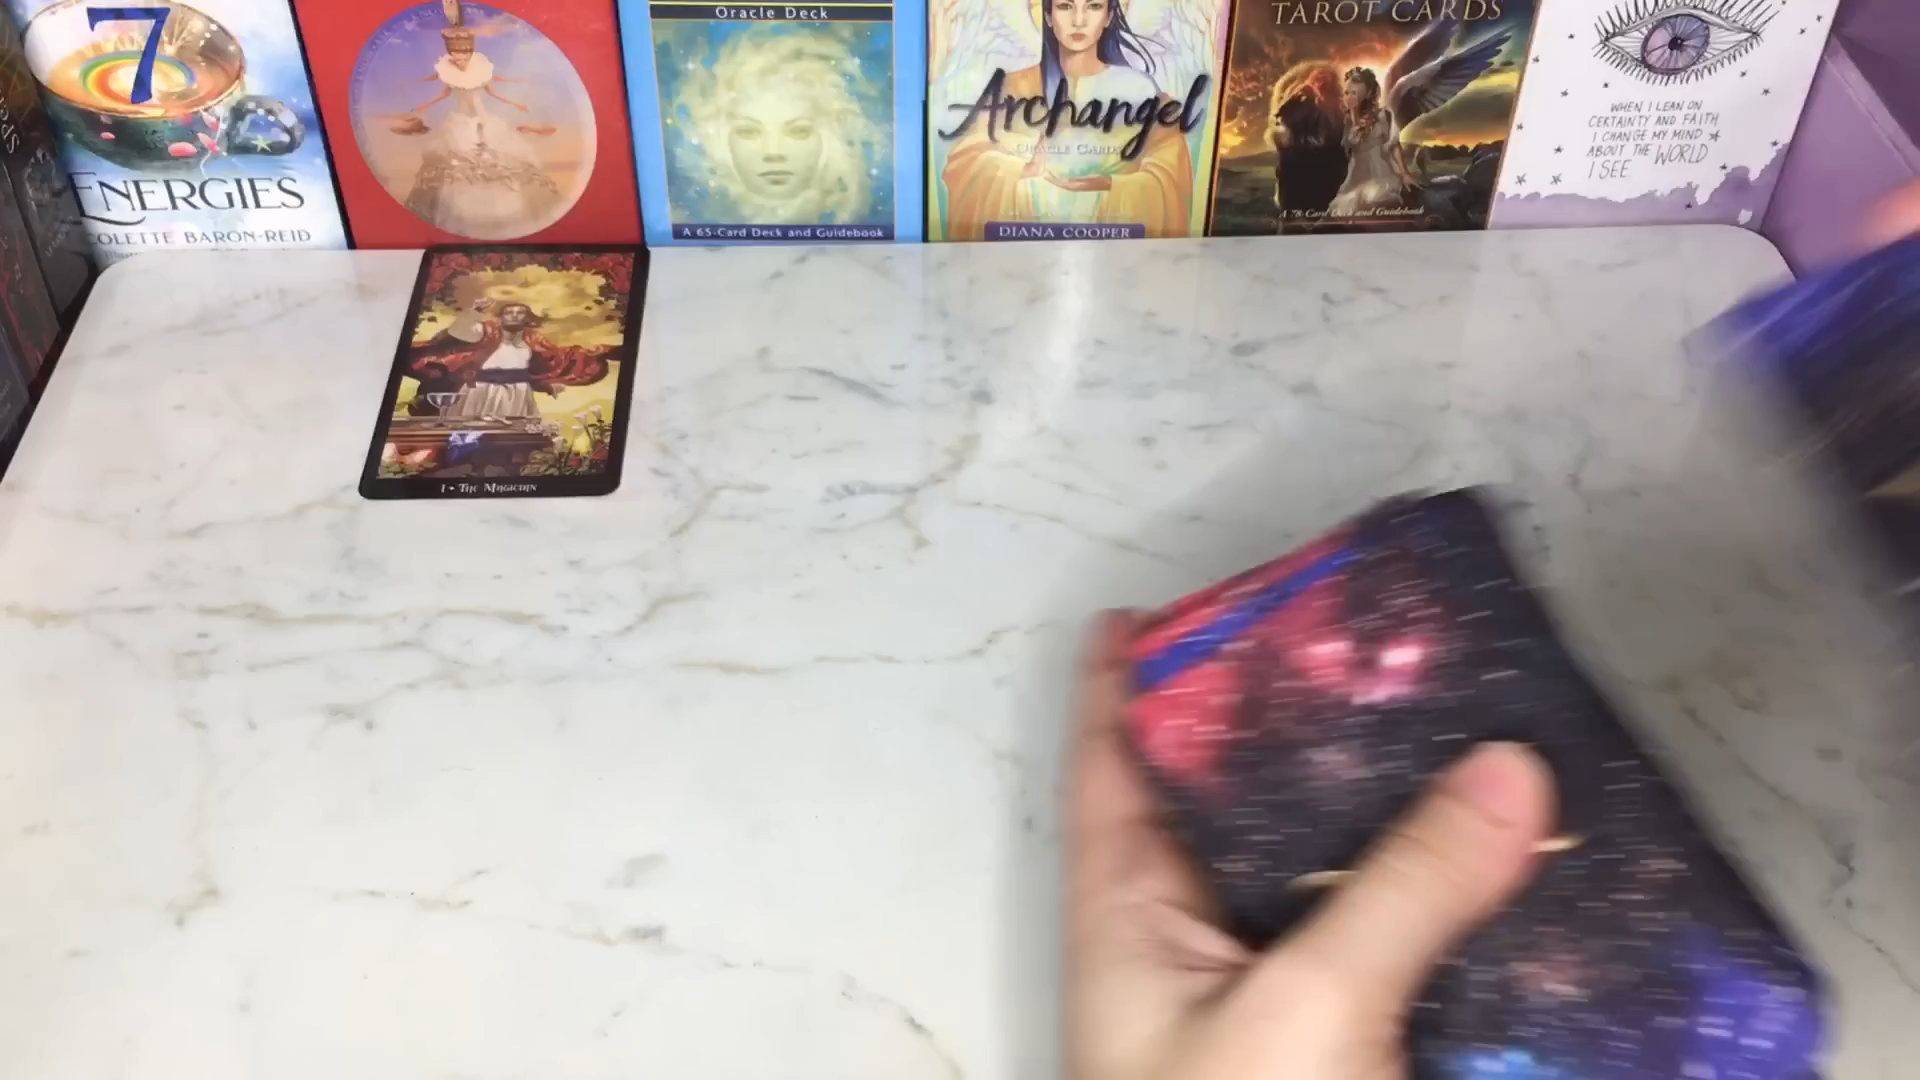 7
ENERGIES
COLETTE BARON-REID
Oracle Deck
A 65-Card Deck and Guidebook
Archangel
ORACLE CARDS
DIANA COOPER
TAROT CARDS
A 78-Card Deck and Guidebook
WHEN I LEAN ON
CERTAINTY AND FAITH
I CHANGE MY MIND
ABOUT THE WORLD
I SEE.
I • THE MAGICIAN